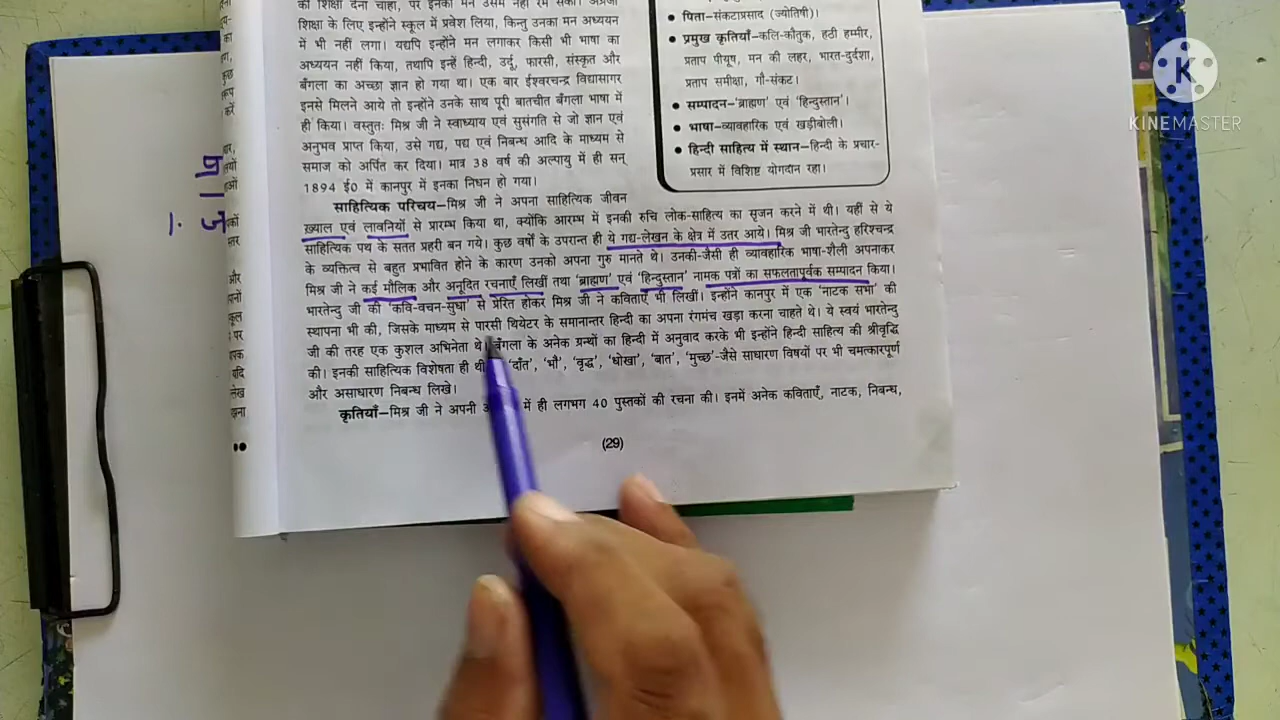 की शिक्षा देना चाहा, पर इनका मन उसमें नहीं रम सका। अंग्रेजी
शिक्षा के लिए इन्होंने स्कूल में प्रवेश लिया, किन्तु उनका मन अध्ययन
में भी नहीं लगा। यद्यपि इन्होंने मन लगाकर किसी भी भाषा का
अध्ययन नहीं किया, तथापि इन्हें हिन्दी, उर्दू, फारसी, संस्कृत और
बँगला का अच्छा ज्ञान हो गया था। एक बार ईश्वरचन्द्र विद्यासागर
इनसे मिलने आये तो इन्होंने उनके साथ पूरी बातचीत बँगला भाषा में
ही किया। वस्तुतः मिश्र जी ने स्वाध्याय एवं सुसंगति से जो ज्ञान एवं
अनुभव प्राप्त किया, उसे गद्य, पद्य एवं निबन्ध आदि के माध्यम से
समाज को अर्पित कर दिया। मात्र 38 वर्ष की अल्पायु में ही सन्
1894 ई0 में कानपुर में इनका निधन हो गया।
• पिता–संकटाप्रसाद (ज्योतिषी)।
• प्रमुख कृतियाँ–कलि-कौतुक, हठी हम्मीर,
प्रताप पीयूष, मन की लहर, भारत-दुर्दशा,
प्रताप समीक्षा, गौ-संकट।
• सम्पादन–'ब्राह्मण' एवं 'हिन्दुस्तान'।
• भाषा–व्यावहारिक एवं खड़ीबोली।
• हिन्दी साहित्य में स्थान–हिन्दी के प्रचार-
प्रसार में विशिष्ट योगदान रहा।
साहित्यिक परिचय–मिश्र जी ने अपना साहित्यिक जीवन
ख़्याल एवं लावनियों से प्रारम्भ किया था, क्योंकि आरम्भ में इनकी रुचि लोक-साहित्य का सृजन करने में थी। यहीं से ये
साहित्यिक पथ के सतत प्रहरी बन गये। कुछ वर्षों के उपरान्त ही ये गद्य-लेखन के क्षेत्र में उतर आये। मिश्र जी भारतेन्दु हरिश्चन्द्र
के व्यक्तित्व से बहुत प्रभावित होने के कारण उनको अपना गुरु मानते थे। उनकी-जैसी ही व्यावहारिक भाषा-शैली अपनाकर
मिश्र जी ने कई मौलिक और अनूदित रचनाएँ लिखीं तथा 'ब्राह्मण' एवं 'हिन्दुस्तान' नामक पत्रों का सफलतापूर्वक सम्पादन किया।
भारतेन्दु जी की 'कवि-वचन-सुधा' से प्रेरित होकर मिश्र जी ने कविताएँ भी लिखीं। इन्होंने कानपुर में एक 'नाटक सभा' की
स्थापना भी की, जिसके माध्यम से पारसी थियेटर के समानान्तर हिन्दी का अपना रंगमंच खड़ा करना चाहते थे। ये स्वयं भारतेन्दु
जी की तरह एक कुशल अभिनेता थे। बँगला के अनेक ग्रन्थों का हिन्दी में अनुवाद करके भी इन्होंने हिन्दी साहित्य की श्रीवृद्धि
की। इनकी साहित्यिक विशेषता ही थी 'दाँत', 'भौं', 'वृद्ध', 'धोखा', 'बात', 'मुच्छ'-जैसे साधारण विषयों पर भी चमत्कारपूर्ण
और असाधारण निबन्ध लिखे।
कृतियाँ–मिश्र जी ने अपनी में ही लगभग 40 पुस्तकों की रचना की। इनमें अनेक कविताएँ, नाटक, निबन्ध,
(29)
K
KINEMASTER